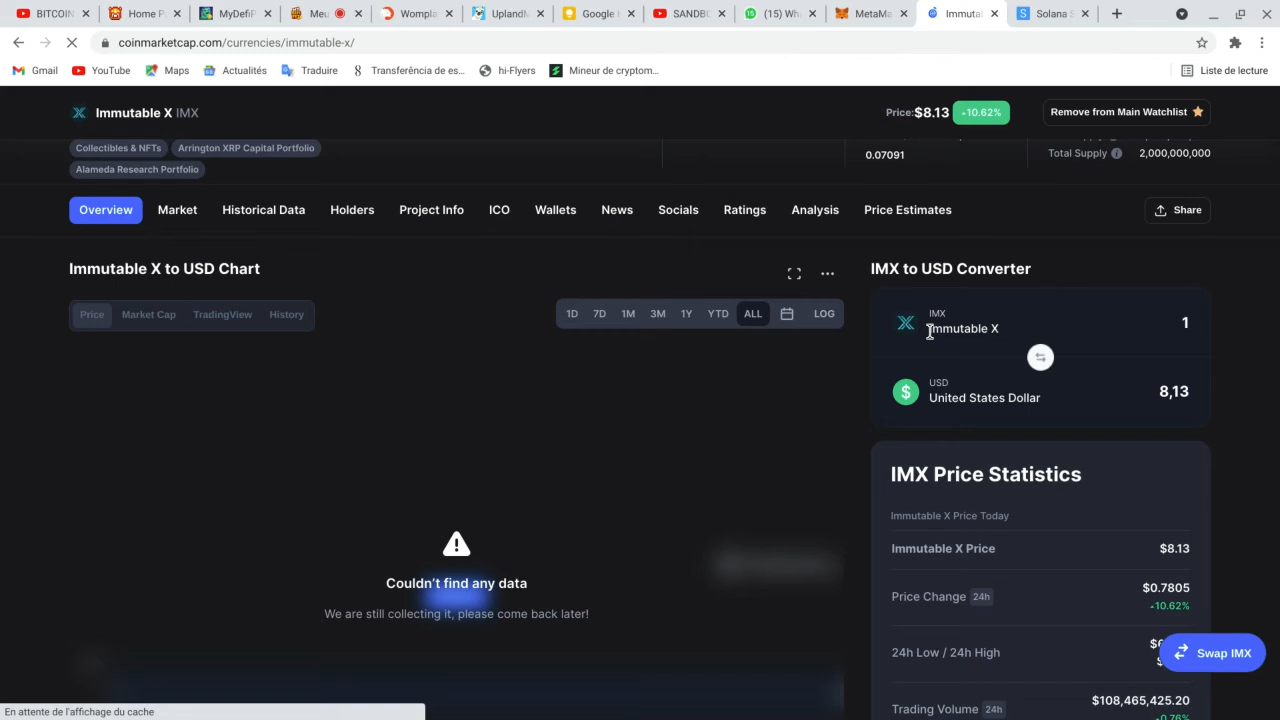 BITCOIN
Home P
MyDefiP
Meu
Womplay
UplandM
Google
SANDBO
(15) Wha
MetaMa
Immutal
Solana S
coinmarketcap.com/currencies/immutable-x/
Gmail
YouTube
Maps
Actualités
Traduire
Transferência de es...
hi-Flyers
Mineur de cryptom...
Liste de lecture
Immutable X IMX
Price:$8.13
10.62%
Remove from Main Watchlist
Collectibles & NFTs
Arrington XRP Capital Portfolio
0.07091
Total Supply
2,000,000,000
Alameda Research Portfolio
Overview
Market
Historical Data
Holders
Project Info
ICO
Wallets
News
Socials
Ratings
Analysis
Price Estimates
Share
Immutable X to USD Chart
IMX to USD Converter
Price
Market Cap
TradingView
History
1D
7D
1M
3M
1Y
YTD
ALL
LOG
IMX
Immutable X
1
USD
United States Dollar
8,13
IMX Price Statistics
Immutable X Price Today
Immutable X Price
$8.13
Couldn't find any data
We are still collecting it, please come back later!
Price Change 24h
$0.7805
10.62%
24h Low / 24h High
Swap IMX
Trading Volume 24h
$108,465,425.20
0.76%
En attente de l'affichage du cache